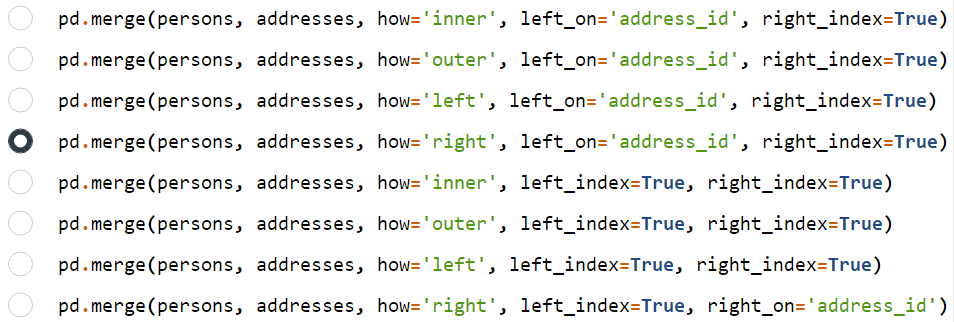 pd.merge(persons, addresses, how='inner', left_on='address_id', right_index=True)
pd.merge(persons, addresses, how='outer', left_on='address_id', right_index=True)
pd.merge(persons, addresses, how='left', left_on='address_id', right_index=True)
pd.merge(persons, addresses, how='right', left_on='address_id', right_index=True)
pd.merge(persons, addresses, how='inner', left_index=True, right_index=True)
pd.merge(persons, addresses, how='outer', left_index=True, right_index=True)
pd.merge(persons, addresses, how='left', left_index=True, right_index=True)
pd.merge(persons, addresses, how='right', left_index=True, right_on='address_id')